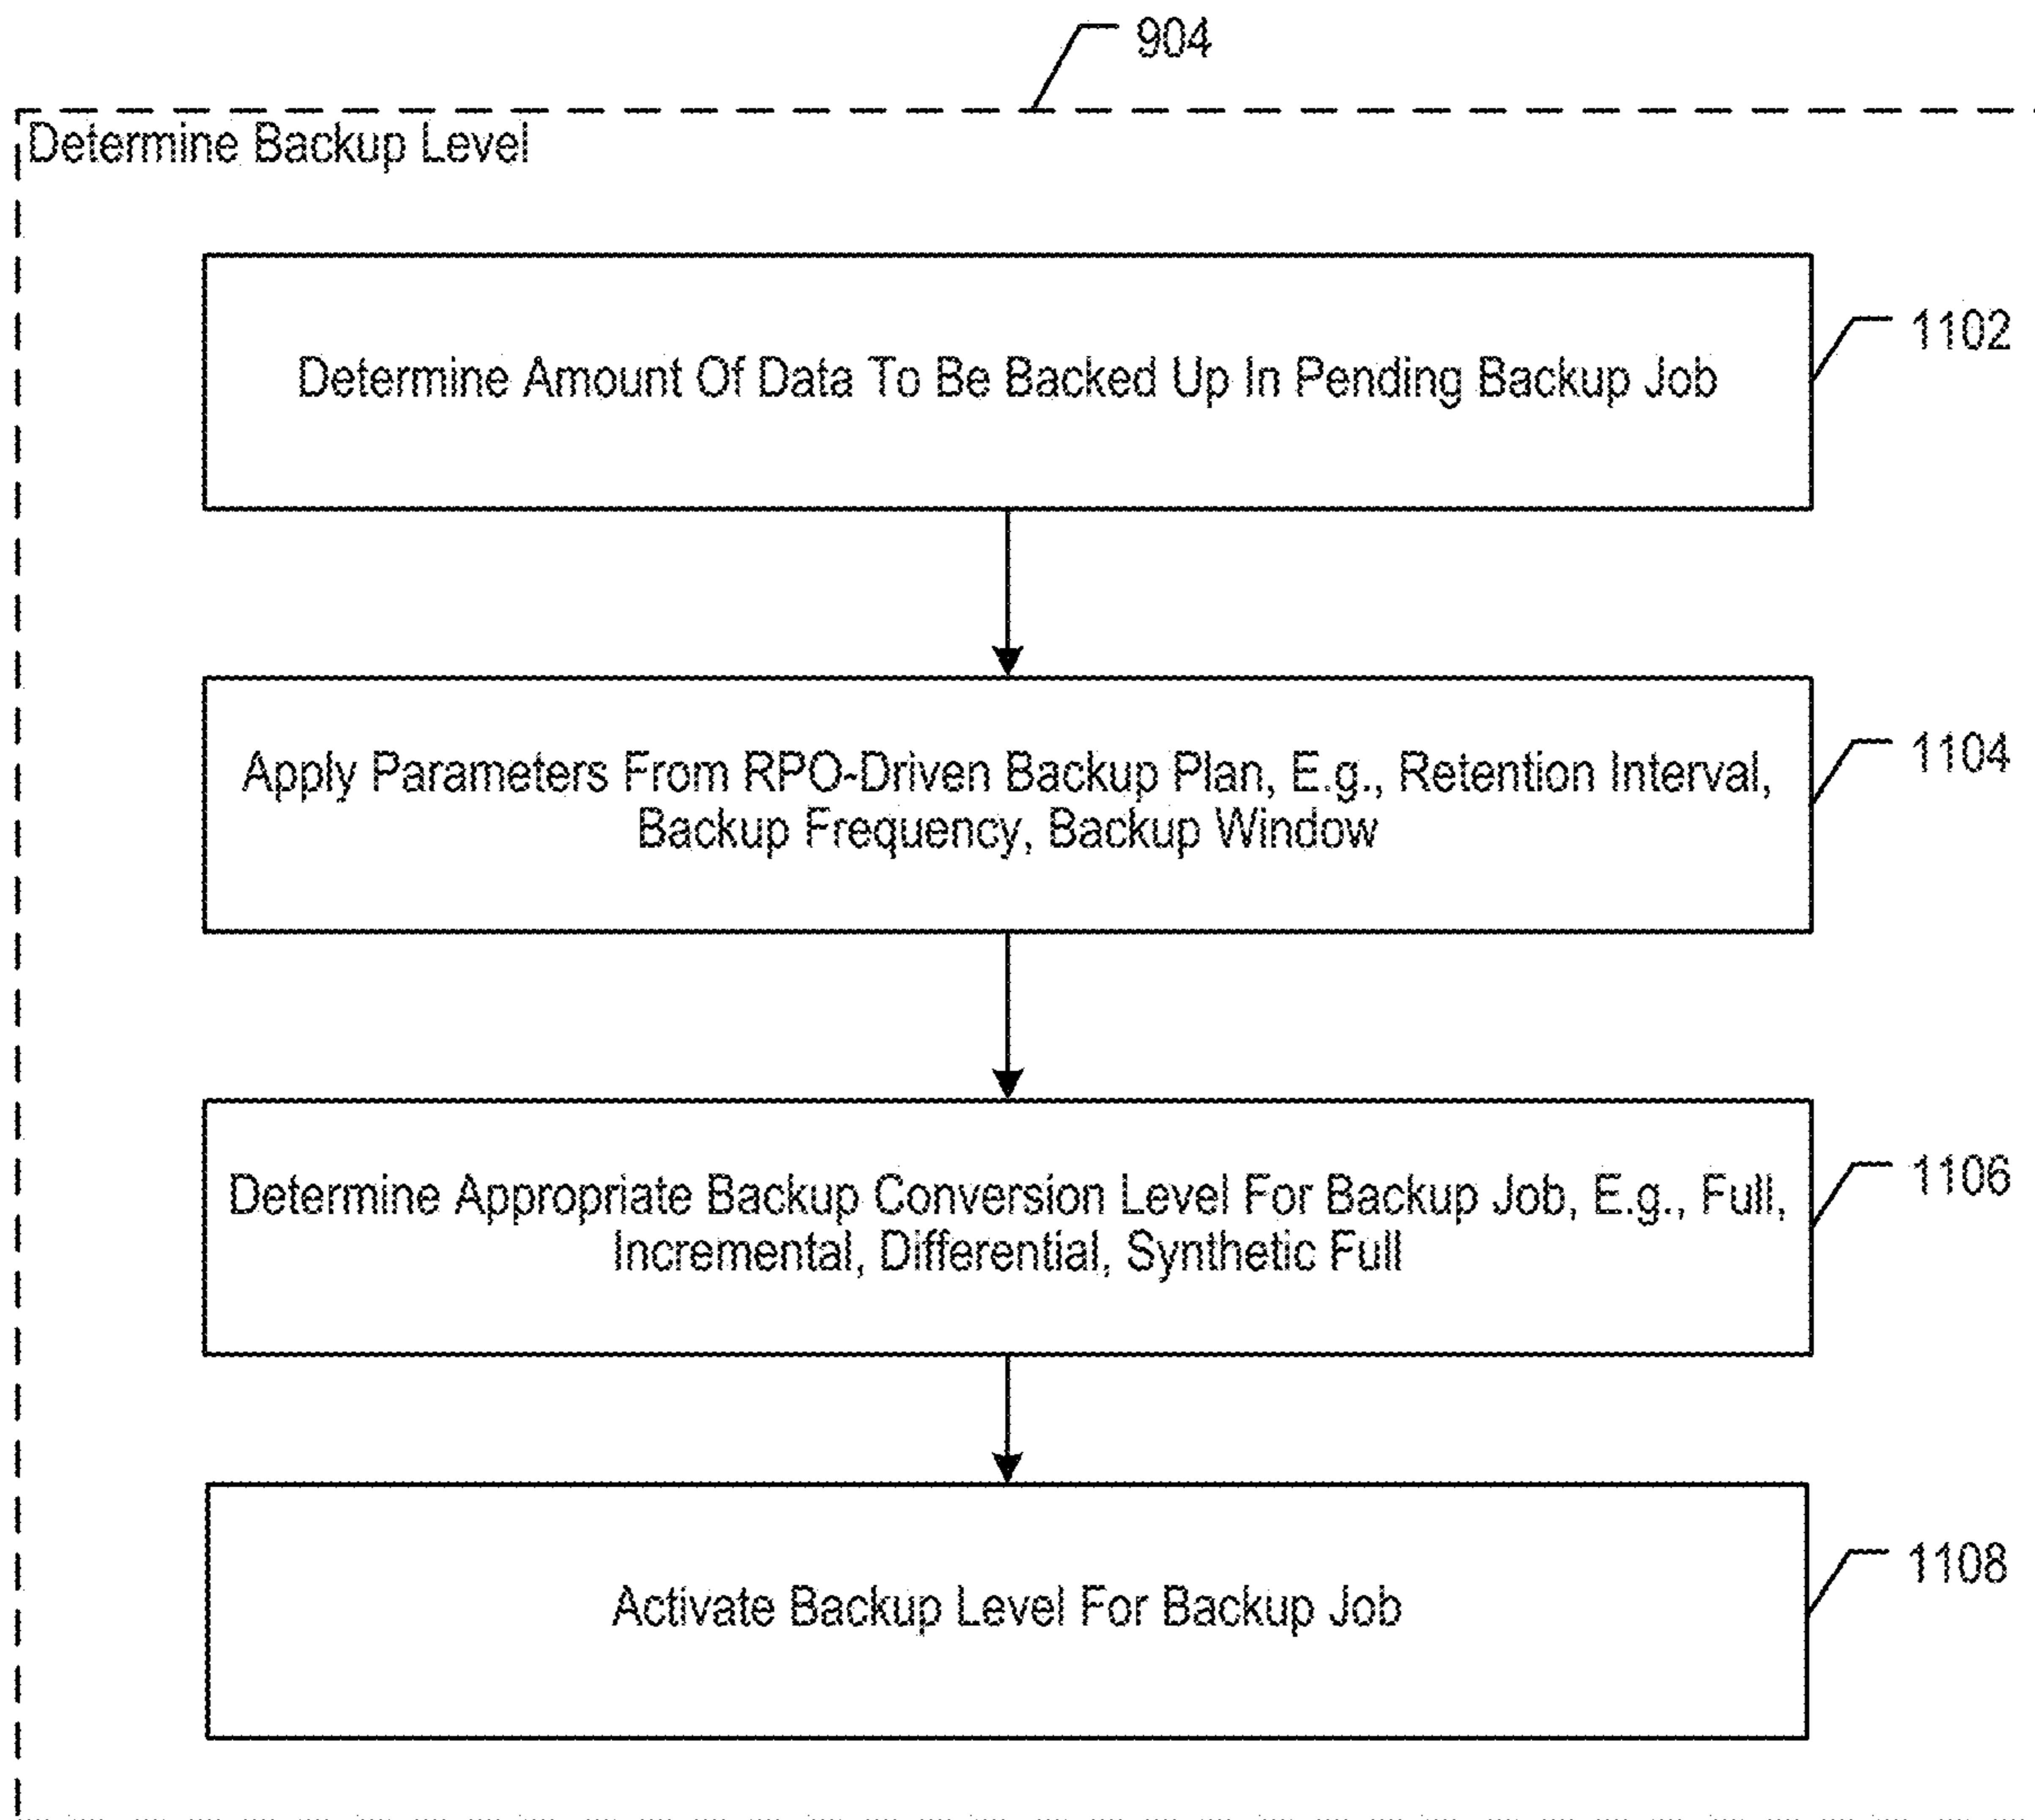 904
Determine Backup Level
Determine Amount Of Data To Be Backed Up In Pending Backup Job
1102
Apply Parameters From RPO-Driven Backup Plan, E.g., Retention Interval,
Backup Frequency, Backup Window
1104
Determine Appropriate Backup Conversion Level For Backup Job, E.g., Full,
Incremental, Differential, Synthetic Full
1106
Activate Backup Level For Backup Job
1108